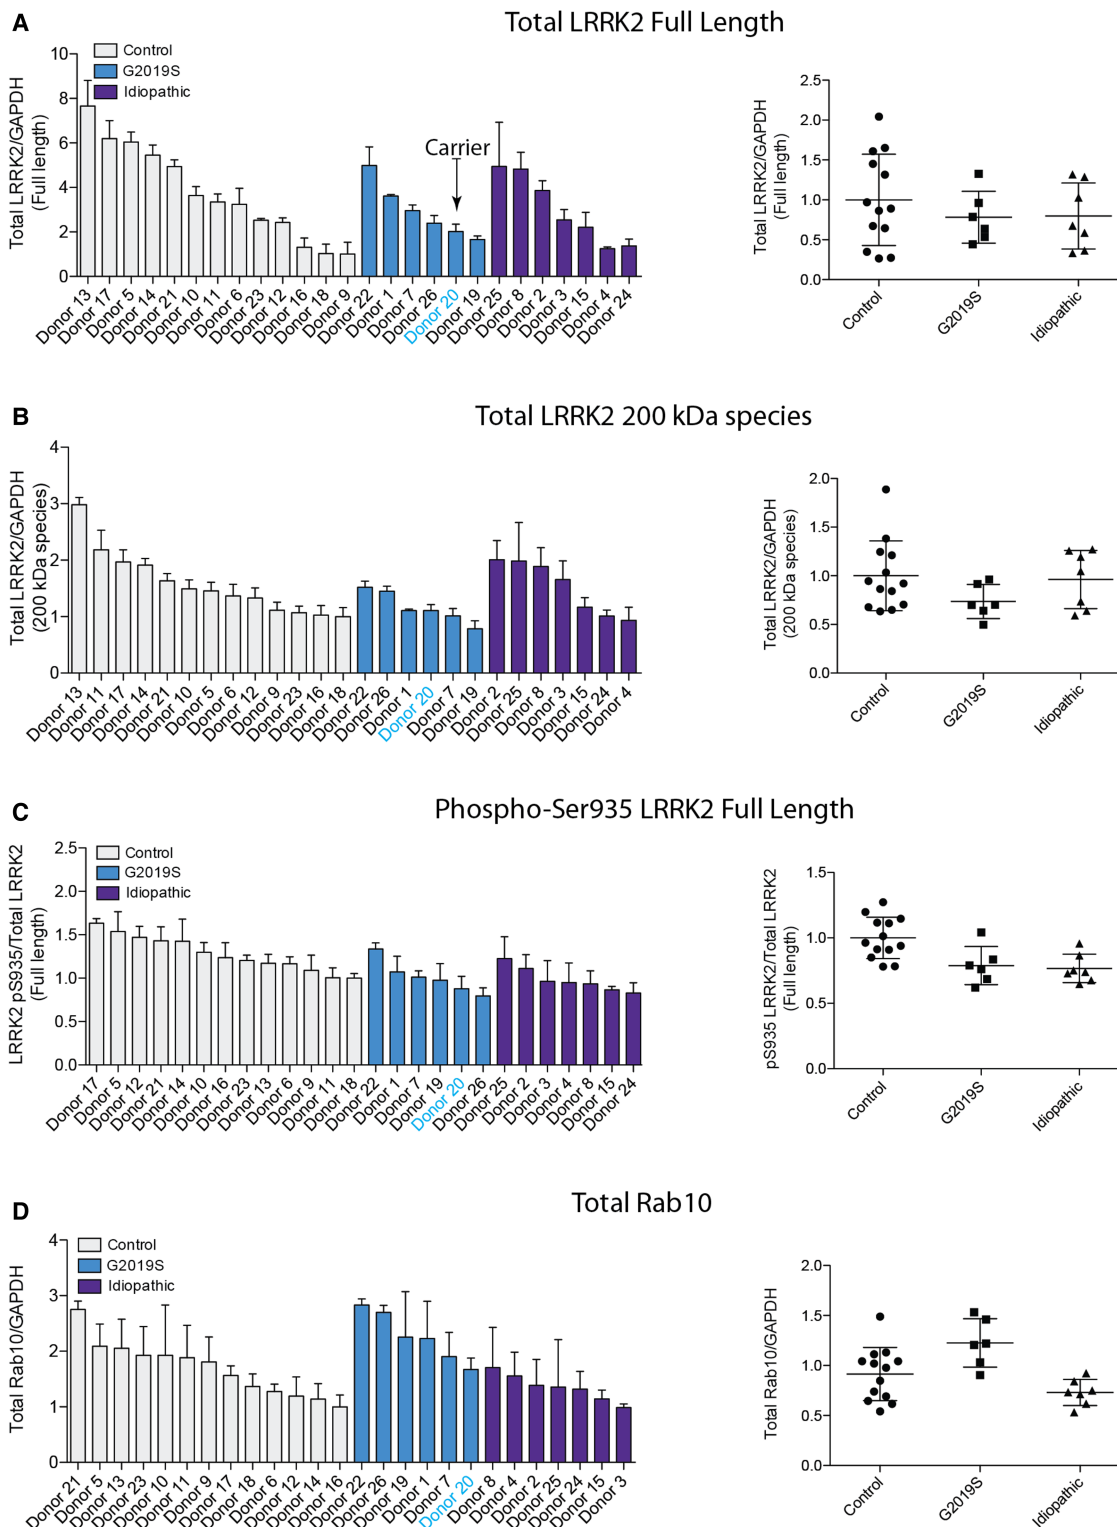 A
Total LRRK2 Full Length
Total LRRK2/GAPDH
(Full length)
10
8
6
4
2
0
Control
G2019S
Idiopathic
Carrier
Donor 13
Donor 17
Donor 5
Donor 14
Donor 21
Donor 10
Donor 11
Donor 6
Donor 23
Donor 12
Donor 16
Donor 18
Donor 9
Donor 22
Donor 1
Donor 7
Donor 26
Donor 20
Donor 19
Donor 25
Donor 8
Donor 2
Donor 3
Donor 15
Donor 4
Donor 24
Total LRRK2/GAPDH
(Full length)
2.5
2.0
1.5
1.0
0.5
0.0
Control
G2019S
Idiopathic
B
Total LRRK2 200 kDa species
Total LRRK2/GAPDH
(200 kDa species)
4
3
2
1
0
Donor 13
Donor 11
Donor 17
Donor 14
Donor 21
Donor 10
Donor 5
Donor 6
Donor 12
Donor 9
Donor 23
Donor 16
Donor 18
Donor 22
Donor 26
Donor 1
Donor 20
Donor 7
Donor 19
Donor 2
Donor 25
Donor 8
Donor 3
Donor 15
Donor 24
Donor 4
Total LRRK2/GAPDH
(200 kDa species)
2.0
1.5
1.0
0.5
0.0
Control
G2019S
Idiopathic
C
Phospho-Ser935 LRRK2 Full Length
LRRK2 pS935/Total LRRK2
(Full length)
2.5
2.0
1.5
1.0
0.5
0.0
Control
G2019S
Idiopathic
Donor 17
Donor 5
Donor 12
Donor 21
Donor 14
Donor 10
Donor 16
Donor 23
Donor 13
Donor 6
Donor 9
Donor 11
Donor 18
Donor 22
Donor 1
Donor 7
Donor 19
Donor 20
Donor 26
Donor 25
Donor 2
Donor 3
Donor 4
Donor 8
Donor 15
Donor 24
pS935 LRRK2/Total LRRK2
(Full length)
1.5
1.0
0.5
0.0
Control
G2019S
Idiopathic
D
Total Rab10
Total Rab10/GAPDH
4
3
2
1
0
Control
G2019S
Idiopathic
Donor 21
Donor 5
Donor 13
Donor 23
Donor 10
Donor 11
Donor 9
Donor 17
Donor 18
Donor 6
Donor 12
Donor 14
Donor 16
Donor 22
Donor 26
Donor 19
Donor 1
Donor 7
Donor 20
Donor 8
Donor 4
Donor 2
Donor 25
Donor 24
Donor 15
Donor 3
Total Rab10/GAPDH
2.0
1.5
1.0
0.5
0.0
Control
G2019S
Idiopathic